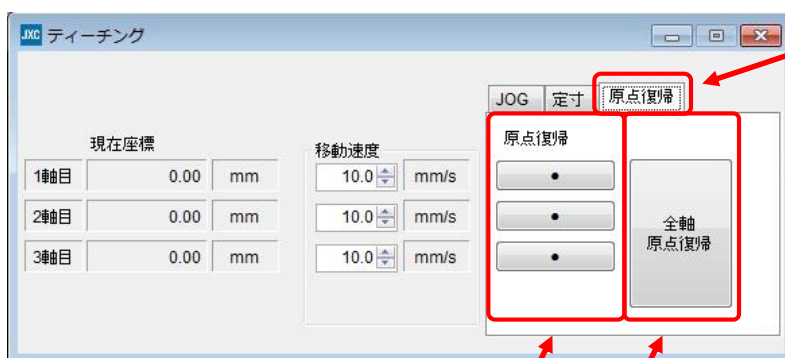 JXC ティーチング
JOG 定寸 原点復帰
現在座標 移動速度 原点復帰
1軸目 0.00 mm 10.0 mm/s
2軸目 0.00 mm 10.0 mm/s
3軸目 0.00 mm 10.0 mm/s
全軸
原点復帰